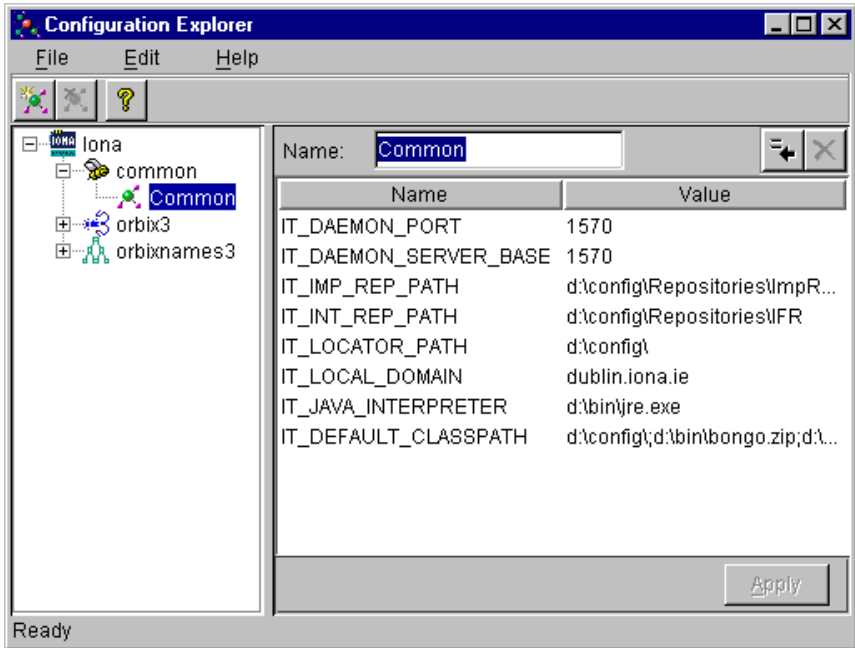 Configuration Explorer
File Edit Help
IONA Iona
common
Common
orbix3
orbixnames3
Name: Common
Name Value
IT_DAEMON_PORT 1570
IT_DAEMON_SERVER_BASE 1570
IT_IMP_REP_PATH d:\config\Repositories\ImpR...
IT_INT_REP_PATH d:\config\Repositories\IFR
IT_LOCATOR_PATH d:\config\
IT_LOCAL_DOMAIN dublin.iona.ie
IT_JAVA_INTERPRETER d:\bin\jre.exe
IT_DEFAULT_CLASSPATH d:\config\;d:\bin\bongo.zip;d:\...
Apply
Ready